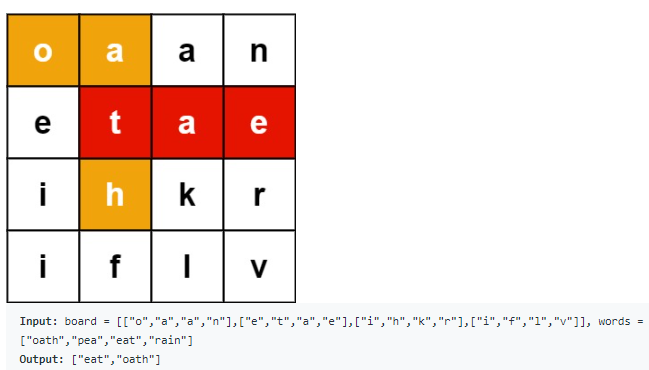 o a a n
e t a e
i h k r
i f l v
Input: board = [["o","a","a","n"],["e","t","a","e"],["i","h","k","r"],["i","f","l","v"]], words =
["oath","pea","eat","rain"]
Output: ["eat","oath"]